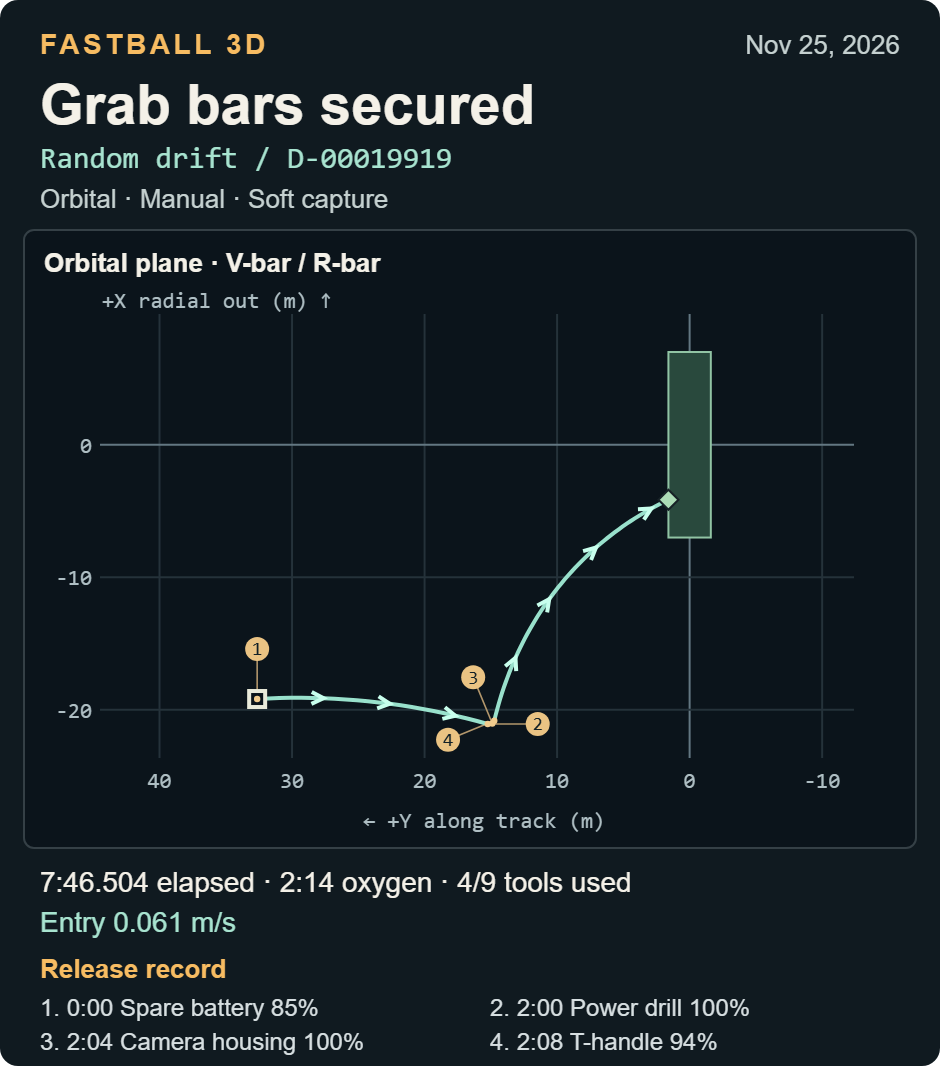 FASTBALL 3D
Nov 25, 2026
Grab bars secured
Random drift / D-00019919
Orbital · Manual · Soft capture
Orbital plane · V-bar / R-bar
+X radial out (m) ↑
0
-10
1
3
-20
2
4
40 30 20 10 0 -10
← +Y along track (m)
7:46.504 elapsed · 2:14 oxygen · 4/9 tools used
Entry 0.061 m/s
Release record
1. 0:00 Spare battery 85%
2. 2:00 Power drill 100%
3. 2:04 Camera housing 100%
4. 2:08 T-handle 94%